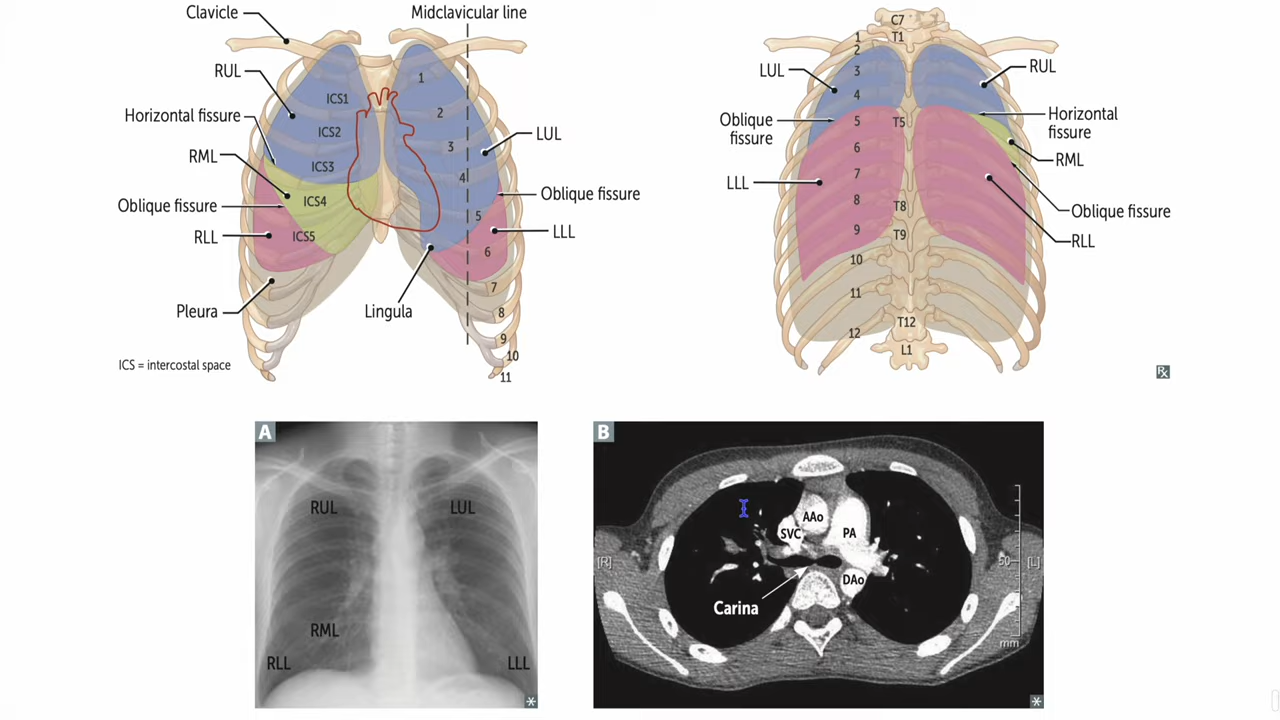 Clavicle
Midclavicular line
RUL
Horizontal fissure
RML
Oblique fissure
RLL
Pleura
ICS1
ICS2
ICS3
ICS4
ICS5
1
2
3
4
5
6
7
8
9
10
11
LUL
Oblique fissure
LLL
Lingula
ICS = intercostal space
C7
T1
1
2
3
4
5
6
7
8
9
10
11
12
T5
T8
T9
T12
L1
LUL
Oblique
fissure
LLL
RUL
Horizontal
fissure
RML
Oblique fissure
RLL
Rx
A
RUL
LUL
RML
RLL
LLL
*
B
AAo
SVC
PA
DAo
Carina
[R]
[L]
50
mm
*